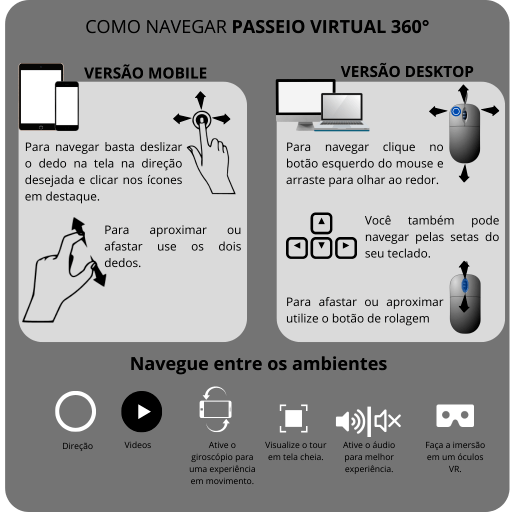 COMO NAVEGAR PASSEIO VIRTUAL 360°
VERSÃO MOBILE
Para navegar basta deslizar
o dedo na tela na direção
desejada e clicar nos ícones
em destaque.
Para aproximar ou
afastar use os dois
dedos.
VERSÃO DESKTOP
Para navegar clique no
botão esquerdo do mouse e
arraste para olhar ao redor.
Você também pode
navegar pelas setas do
seu teclado.
Para afastar ou aproximar
utilize o botão de rolagem
Navegue entre os ambientes
Direção
Videos
Ative o
giroscópio para
uma experiência
em movimento.
Visualize o tour
em tela cheia.
Ative o áudio
para melhor
experiência.
Faça a imersão
em um óculos
VR.